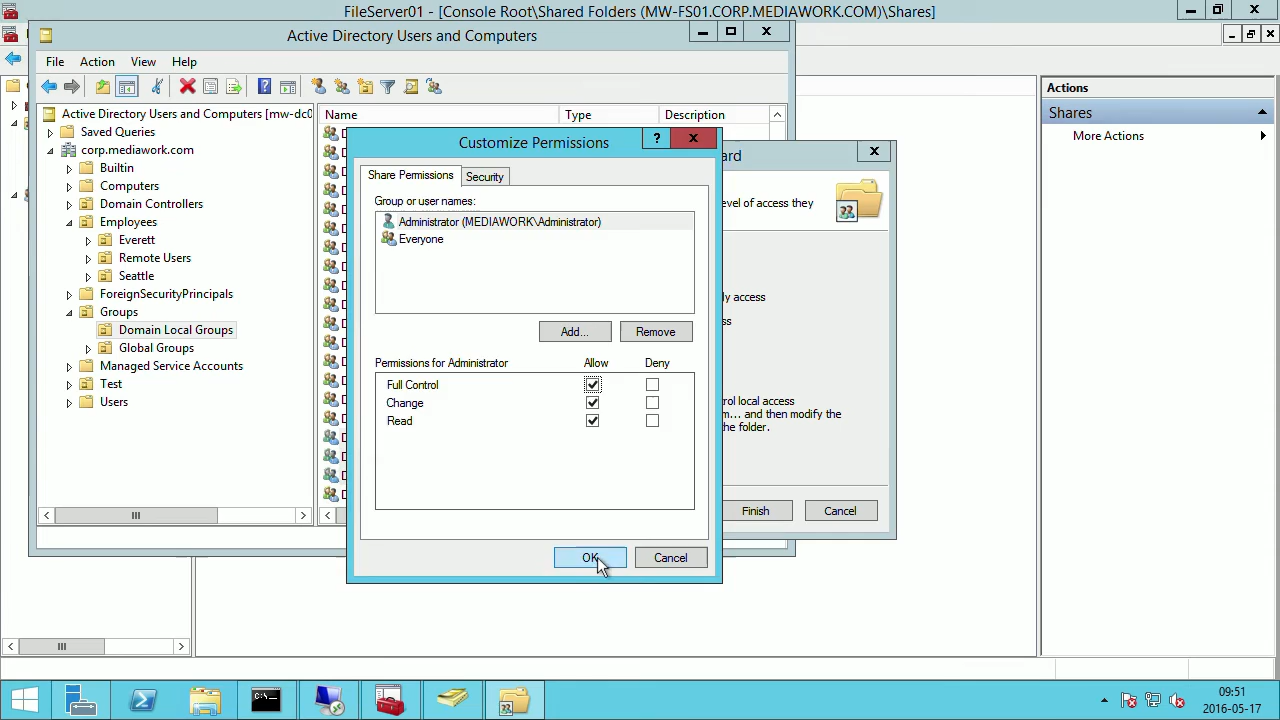 FileServer01 - [Console Root\Shared Folders (MW-FS01.CORP.MEDIAWORK.COM)\Shares]
Active Directory Users and Computers
File Action View Help
Active Directory Users and Computers [mw-dc0
Saved Queries
corp.mediawork.com
Builtin
Computers
Domain Controllers
Employees
Everett
Remote Users
Seattle
ForeignSecurityPrincipals
Groups
Domain Local Groups
Global Groups
Managed Service Accounts
Test
Users
Name Type Description
Customize Permissions
?
Share Permissions Security
Group or user names:
Administrator (MEDIAWORK\Administrator)
Everyone
Add... Remove
Permissions for Administrator Allow Deny
Full Control
Change
Read
OK Cancel
ard
evel of access they
ly access
ss
rol local access
m... and then modify the
the folder.
Finish Cancel
Actions
Shares
More Actions
09:51
2016-05-17